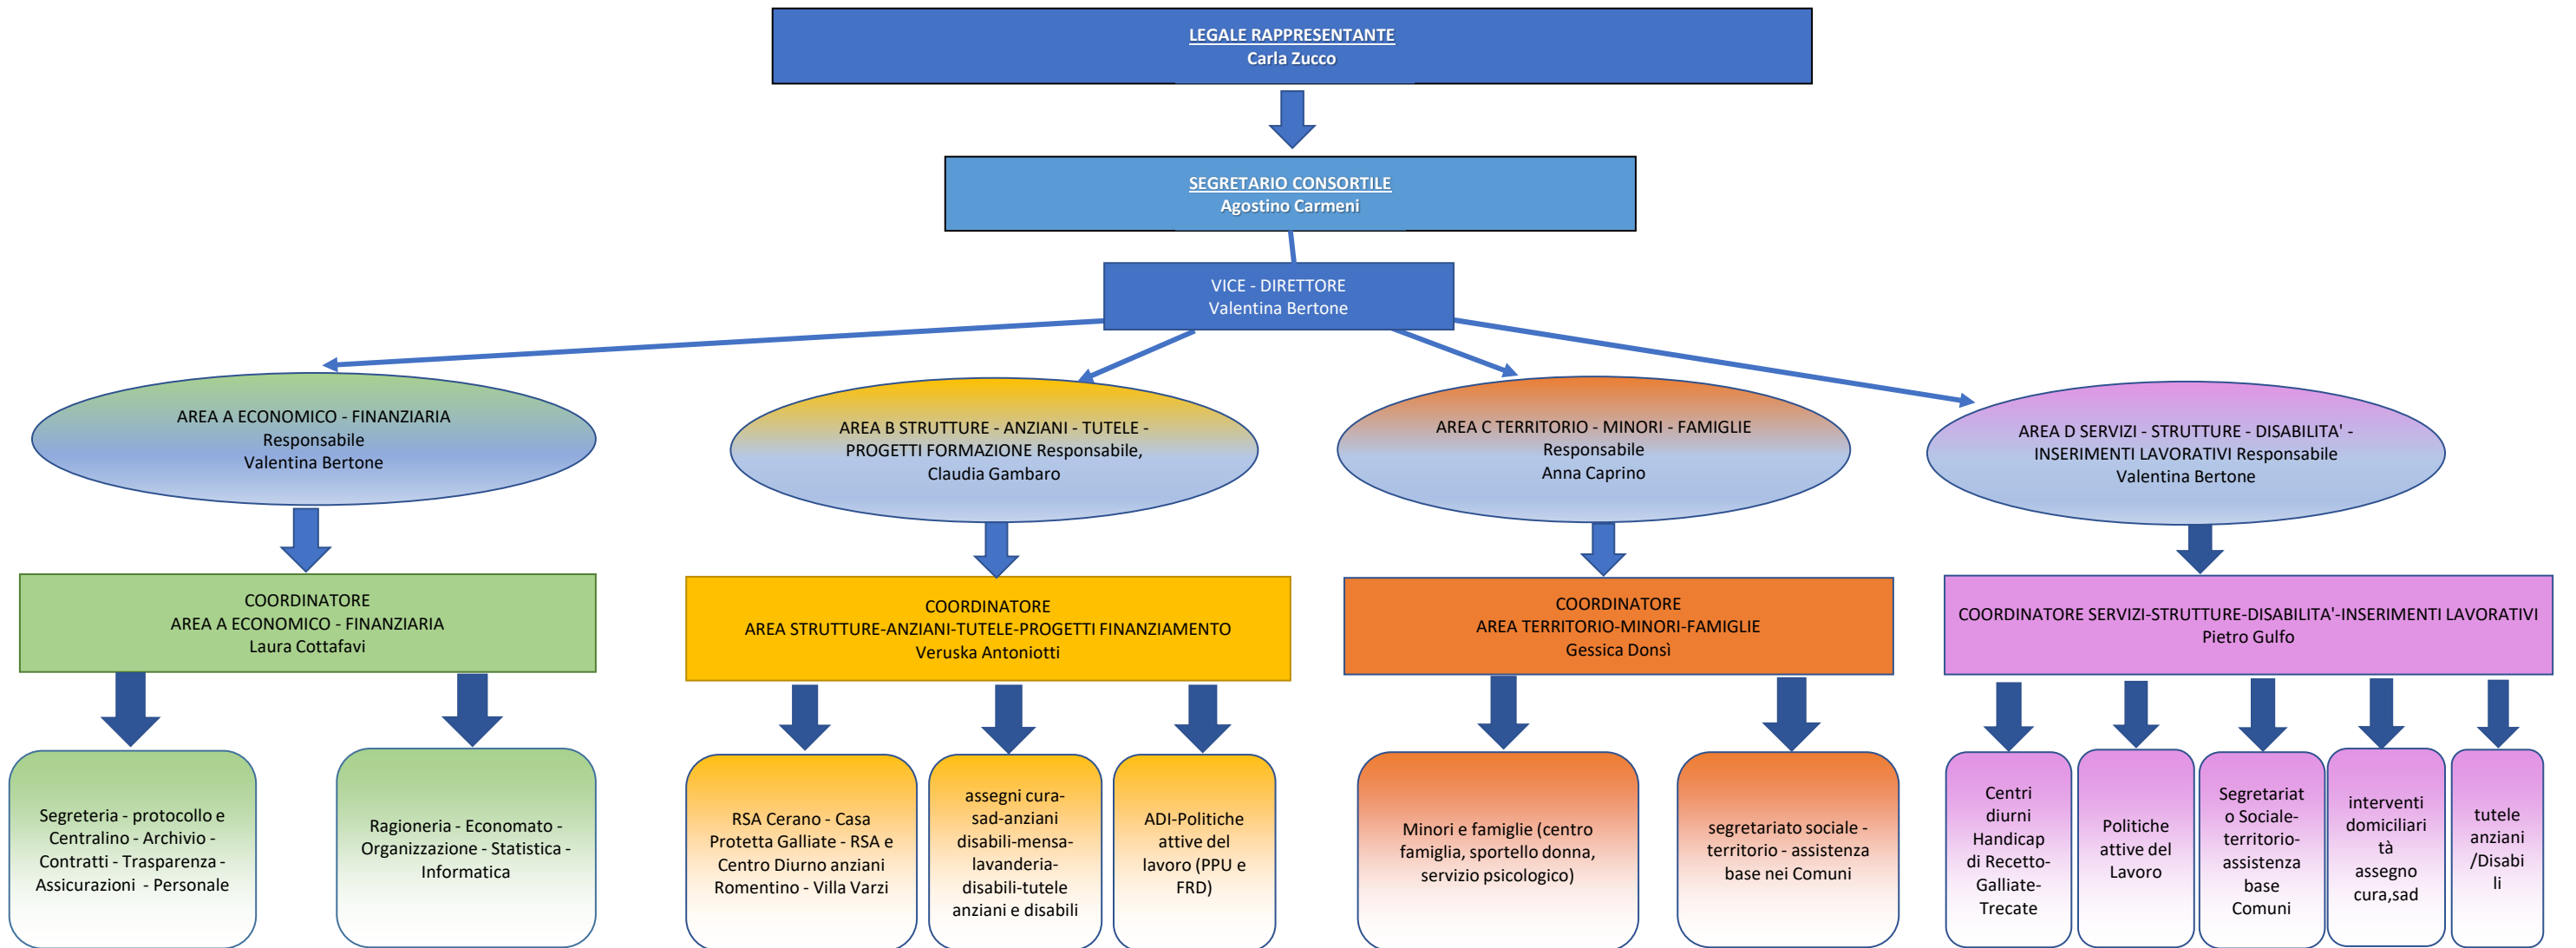 LEGALE RAPPRESENTANTE
Carla Zucco
SEGRETARIO CONSORTILE
Agostino Carmeni
VICE - DIRETTORE
Valentina Bertone
AREA A ECONOMICO - FINANZIARIA
Responsabile
Valentina Bertone
AREA B STRUTTURE - ANZIANI - TUTELE -
PROGETTI FORMAZIONE Responsabile,
Claudia Gambaro
AREA C TERRITORIO - MINORI - FAMIGLIE
Responsabile
Anna Caprino
AREA D SERVIZI - STRUTTURE - DISABILITA' -
INSERIMENTI LAVORATIVI Responsabile
Valentina Bertone
COORDINATORE
AREA A ECONOMICO - FINANZIARIA
Laura Cottafavi
COORDINATORE
AREA STRUTTURE-ANZIANI-TUTELE-PROGETTI FINANZIAMENTO
Veruska Antoniotti
COORDINATORE
AREA TERRITORIO-MINORI-FAMIGLIE
Gessica Donsì
COORDINATORE SERVIZI-STRUTTURE-DISABILITA'-INSERIMENTI LAVORATIVI
Pietro Gulfo
Segreteria - protocollo e
Centralino - Archivio -
Contratti - Trasparenza -
Assicurazioni - Personale
Ragioneria - Economato -
Organizzazione - Statistica -
Informatica
RSA Cerano - Casa
Protetta Galliate - RSA e
Centro Diurno anziani
Romentino - Villa Varzi
assegni cura-
sad-anziani
disabili-mensa-
lavanderia-
disabili-tutele
anziani e disabili
ADI-Politiche
attive del
lavoro (PPU e
FRD)
Minori e famiglie (centro
famiglia, sportello donna,
servizio psicologico)
segretariato sociale -
territorio - assistenza
base nei Comuni
Centri
diurni
Handicap
di Recetto-
Galliate-
Trecate
Politiche
attive del
Lavoro
Segretariat
o Sociale-
territorio-
assistenza
base
Comuni
interventi
domiciliari
tà
assegno
cura,sad
tutele
anziani
/Disabi
li